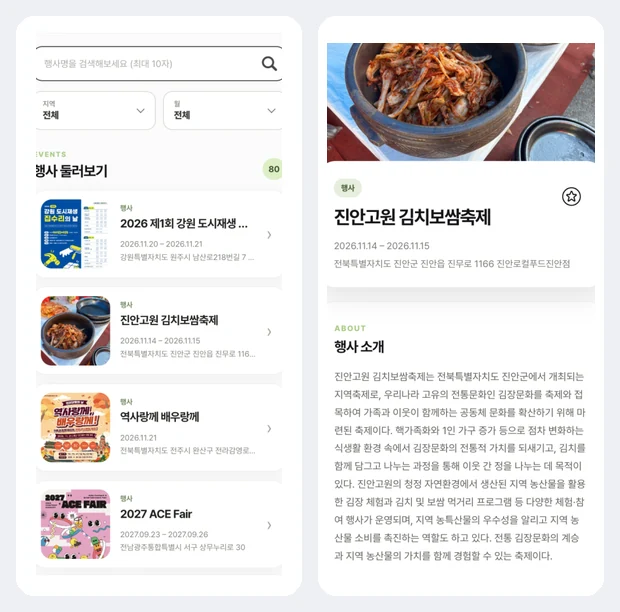 행사명을 검색해보세요 (최대 10자)
지역
전체
월
전체
EVENTS
행사 둘러보기
80
집수리의 날
행사
2026 제1회 강원 도시재생 ...
2026.11.20 – 2026.11.21
강원특별자치도 원주시 남산로218번길 7 ...
행사
진안고원 김치보쌈축제
2026.11.14 – 2026.11.15
전북특별자치도 진안군 진안읍 진무로 116...
역사랑께,
배우랑께!!
행사
역사랑께 배우랑께
2026.11.21
전북특별자치도 전주시 완산구 전라감영로...
2027
ACE FAIR
행사
2027 ACE Fair
2027.09.23 – 2027.09.26
전남광주통합특별시 서구 상무누리로 30
행사
진안고원 김치보쌈축제
2026.11.14 – 2026.11.15
전북특별자치도 진안군 진안읍 진무로 1166 진안로컬푸드진안점
ABOUT
행사 소개
진안고원 김치보쌈축제는 전북특별자치도 진안군에서 개최되는
지역축제로, 우리나라 고유의 전통문화인 김장문화를 축제와 접
목하여 가족과 이웃이 함께하는 공동체 문화를 확산하기 위해 마
련된 축제이다. 핵가족화와 1인 가구 증가 등으로 점차 변화하는
식생활 환경 속에서 김장문화의 전통적 가치를 되새기고, 김치를
함께 담그고 나누는 과정을 통해 이웃 간 정을 나누는 데 목적이
있다. 진안고원의 청정 자연환경에서 생산된 지역 농산물을 활용
한 김장 체험과 김치 및 보쌈 먹거리 프로그램 등 다양한 체험·참
여 행사가 운영되며, 지역 농특산물의 우수성을 알리고 지역 농
산물 소비를 촉진하는 역할도 하고 있다. 전통 김장문화의 계승
과 지역 농산물의 가치를 함께 경험할 수 있는 축제이다.